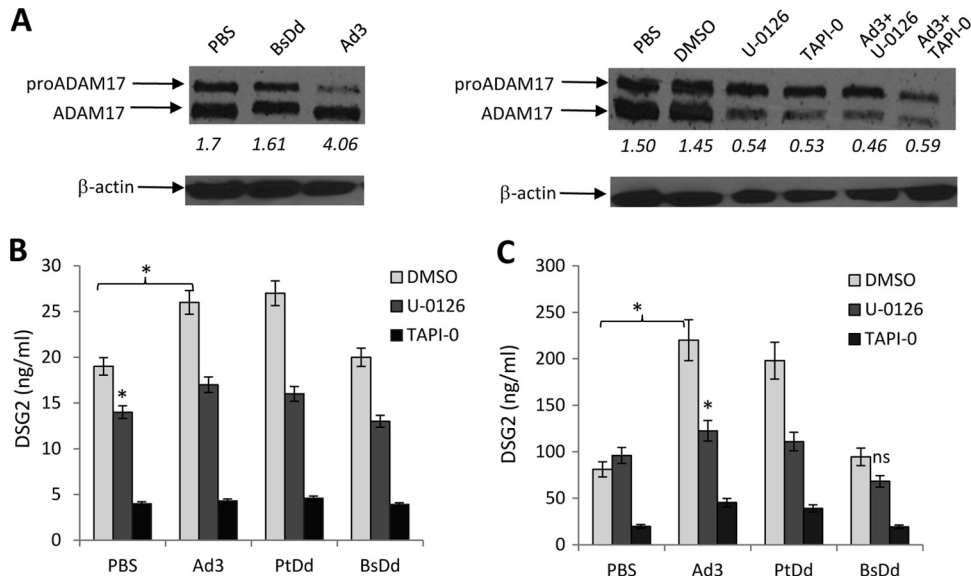 A
PBS BsDd Ad3
proADAM17
ADAM17
1.7 1.61 4.06
β-actin
PBS DMSO U-0126 TAPI-0 Ad3+ U-0126 Ad3+ TAPI-0
proADAM17
ADAM17
1.50 1.45 0.54 0.53 0.46 0.59
β-actin
B
DSG2 (ng/ml)
30
25
20
15
10
5
0
*
*
DMSO
U-0126
TAPI-0
PBS Ad3 PtDd BsDd
C
DSG2 (ng/ml)
300
250
200
150
100
50
0
*
*
ns
DMSO
U-0126
TAPI-0
PBS Ad3 PtDd BsDd